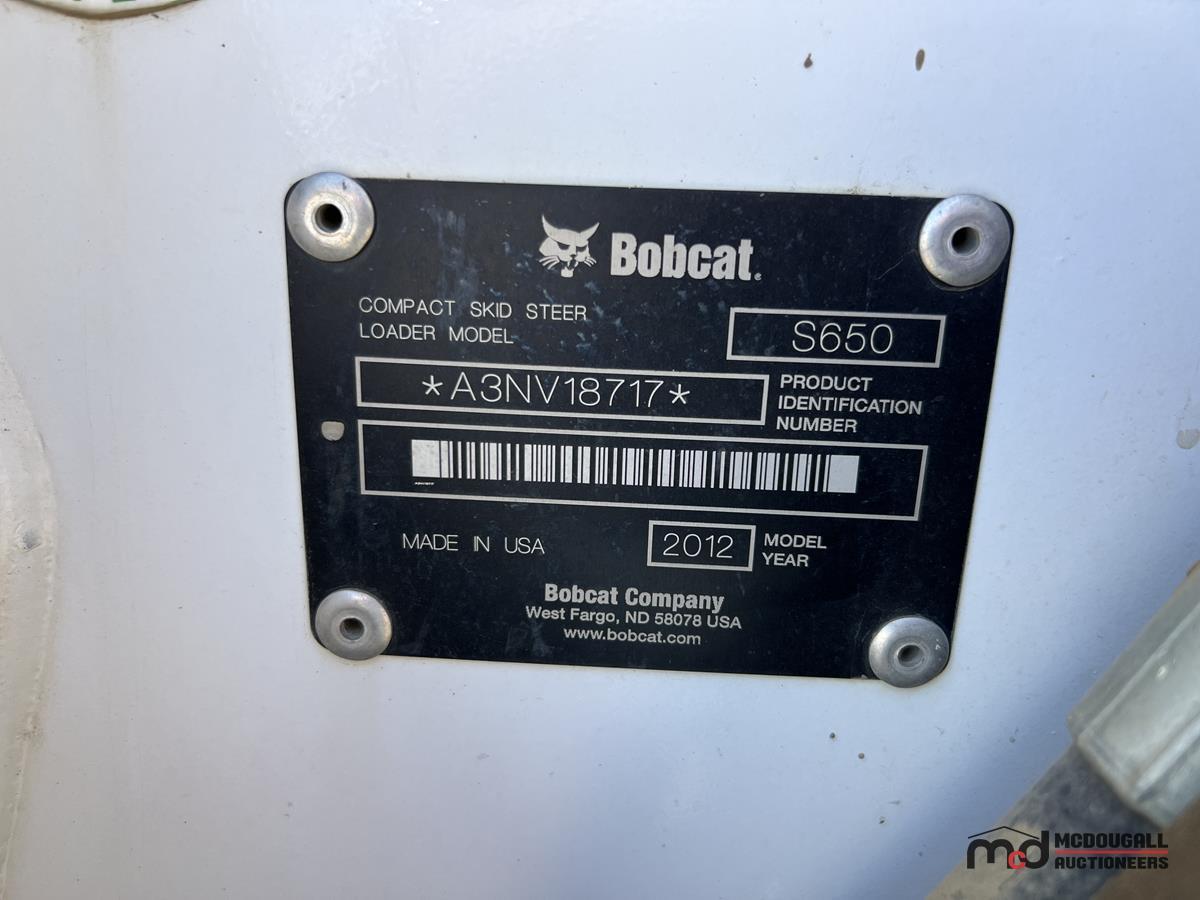 Bobcat
COMPACT SKID STEER
LOADER MODEL
S650
*A3NV18717*
PRODUCT
IDENTIFICATION
NUMBER
MADE IN USA
2012
MODEL
YEAR
Bobcat Company
West Fargo, ND 58078 USA
www.bobcat.com
mcd
MCDOUGALL
AUCTIONEERS